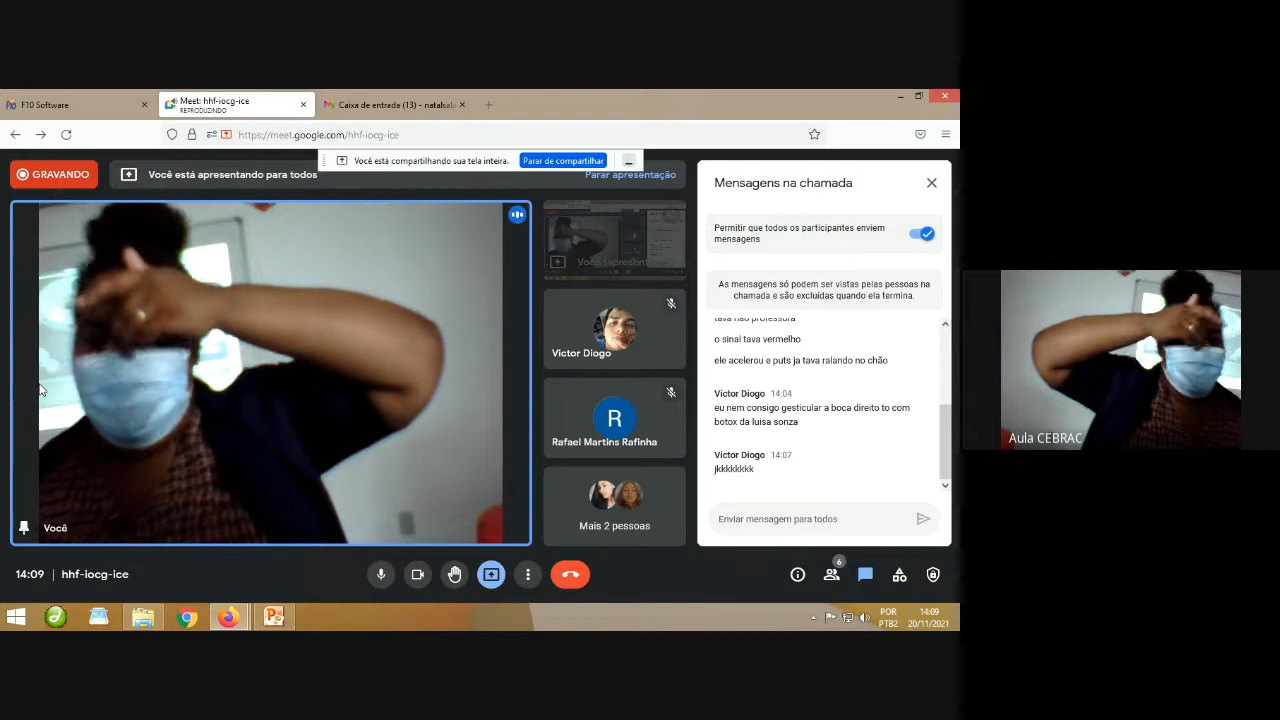 F10 Software
Meet: hhf-iocg-ice
REPRODUZINDO
Caixa de entrada (13) - natalsal
https://meet.google.com/hhf-iocg-ice
Você está compartilhando sua tela inteira.
Parar de compartilhar
GRAVANDO
Você está apresentando para todos
Parar apresentação
Você
Victor Diogo
R
Rafael Martins Rafinha
Mais 2 pessoas
Mensagens na chamada
Permitir que todos os participantes enviem
mensagens
As mensagens só podem ser vistas pelas pessoas na
chamada e são excluídas quando ela termina.
tava não professora
o sinal tava vermelho
ele acelerou e puts ja tava ralando no chão
Victor Diogo 14:04
eu nem consigo gesticular a boca direito to com
botox da luisa sonza
Victor Diogo 14:07
jkkkkkkkk
Enviar mensagem para todos
14:09 | hhf-iocg-ice
6
POR
PTB2
14:09
20/11/2021
Aula CEBRAC